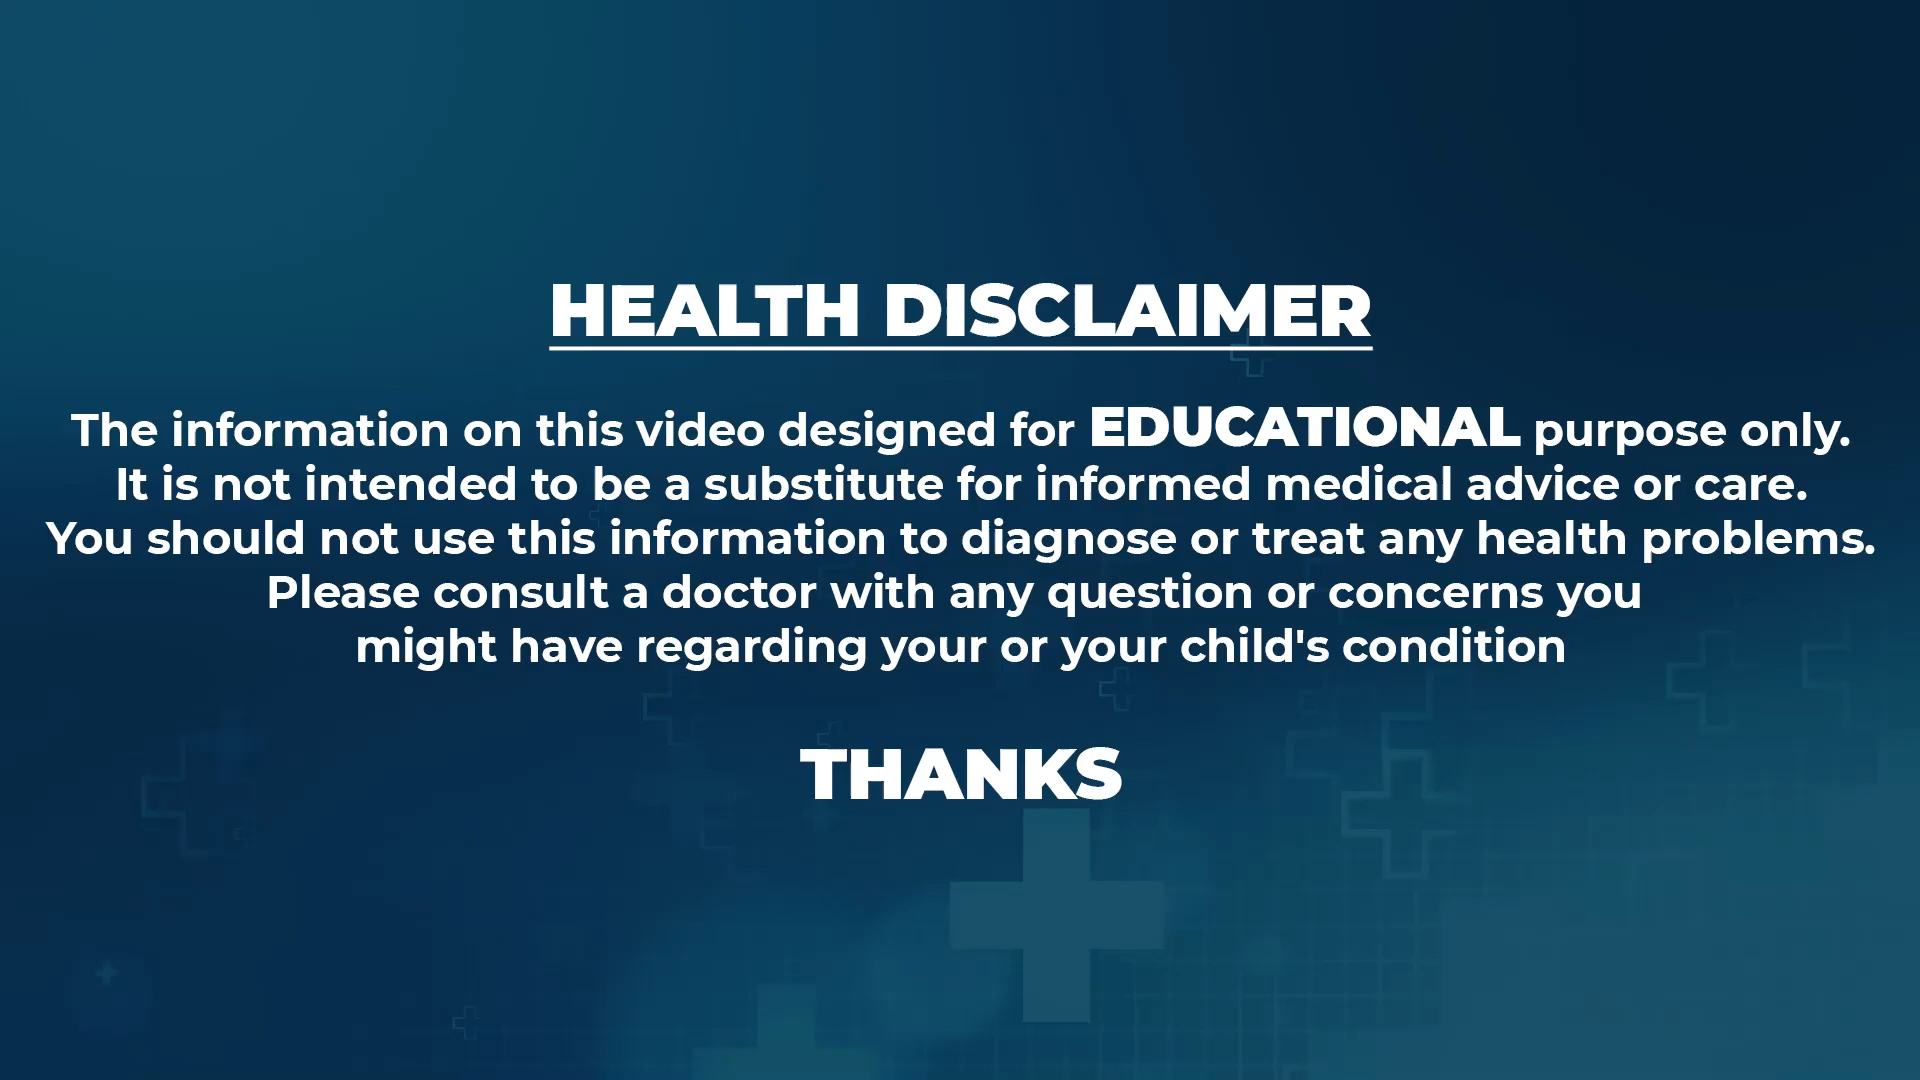 HEALTH DISCLAIMER
The information on this video designed for EDUCATIONAL purpose only.
It is not intended to be a substitute for informed medical advice or care.
You should not use this information to diagnose or treat any health problems.
Please consult a doctor with any question or concerns you
might have regarding your or your child's condition
THANKS